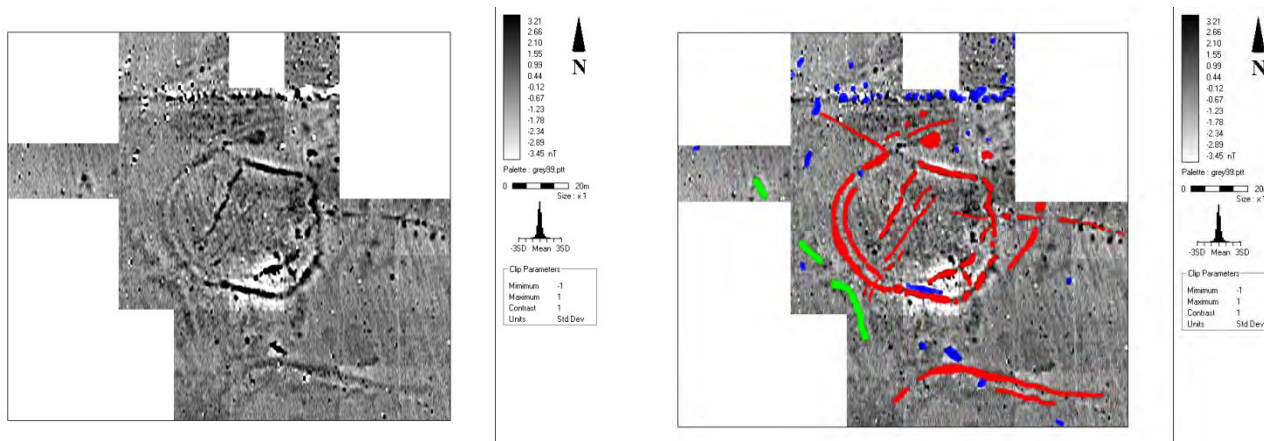 3.21
2.66
2.10
1.55
0.99
0.44
-0.12
-0.67
-1.23
-1.78
-2.34
-2.89
-3.45 nT
N
Palette : grey99.plt
0 20m
Size : x 1
-3SD Mean 3SD
Clip Parameters
Minimum -1
Maximum 1
Contrast 1
Units Std Dev
3.21
2.66
2.10
1.55
0.99
0.44
-0.12
-0.67
-1.23
-1.78
-2.34
-2.89
-3.45 nT
N
Palette : grey99.plt
0 20
Size : x 1
-3SD Mean 3SD
Clip Parameters
Minimum -1
Maximum 1
Contrast 1
Units Std Dev